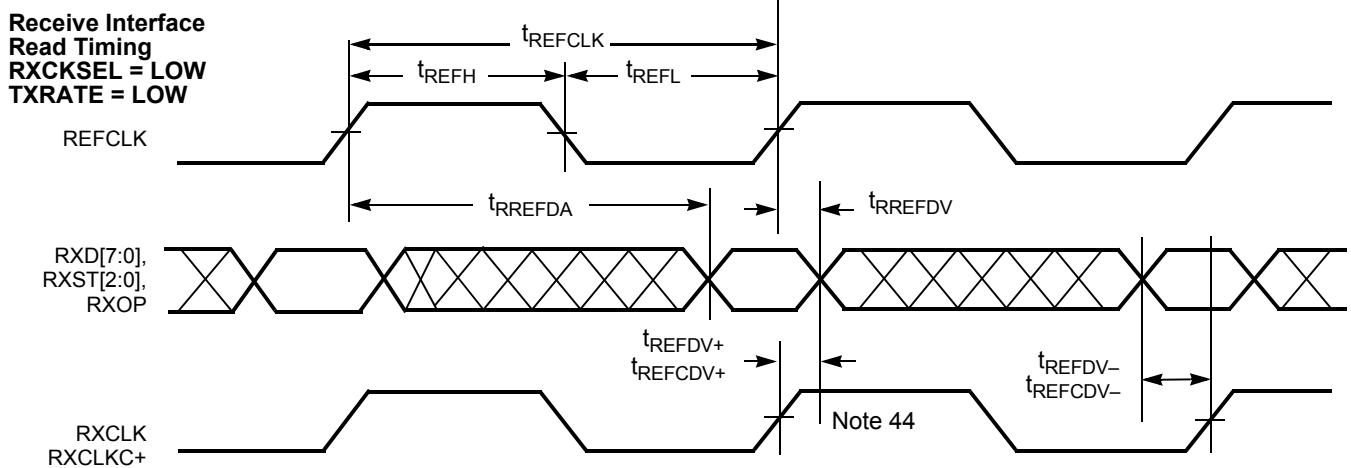 Receive Interface
Read Timing
RXCKSEL = LOW
TXRATE = LOW
tREFCLK
tREFH
tREFL
REFCLK
tRREFDA
tRREFDV
RXD[7:0],
RXST[2:0],
RXOP
tREFDV+
tREFCDV+
tREFDV–
tREFCDV–
Note 44
RXCLK
RXCLKC+